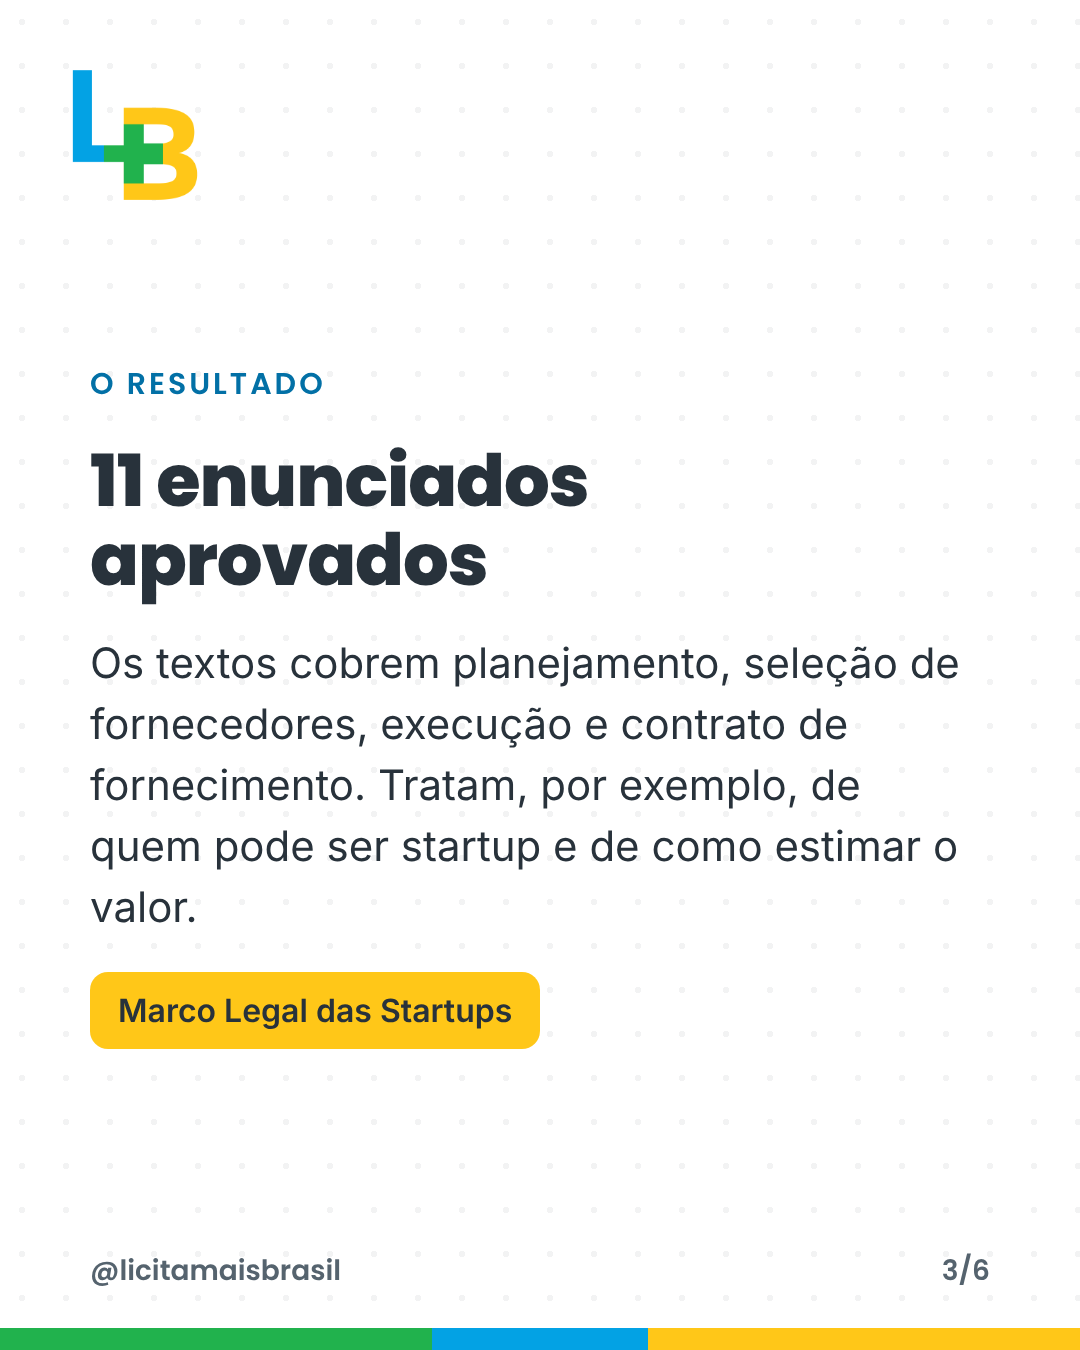 L+B
O RESULTADO
11 enunciados
aprovados
Os textos cobrem planejamento, seleção de
fornecedores, execução e contrato de
fornecimento. Tratam, por exemplo, de
quem pode ser startup e de como estimar o
valor.
Marco Legal das Startups
@licitamaisbrasil
3/6